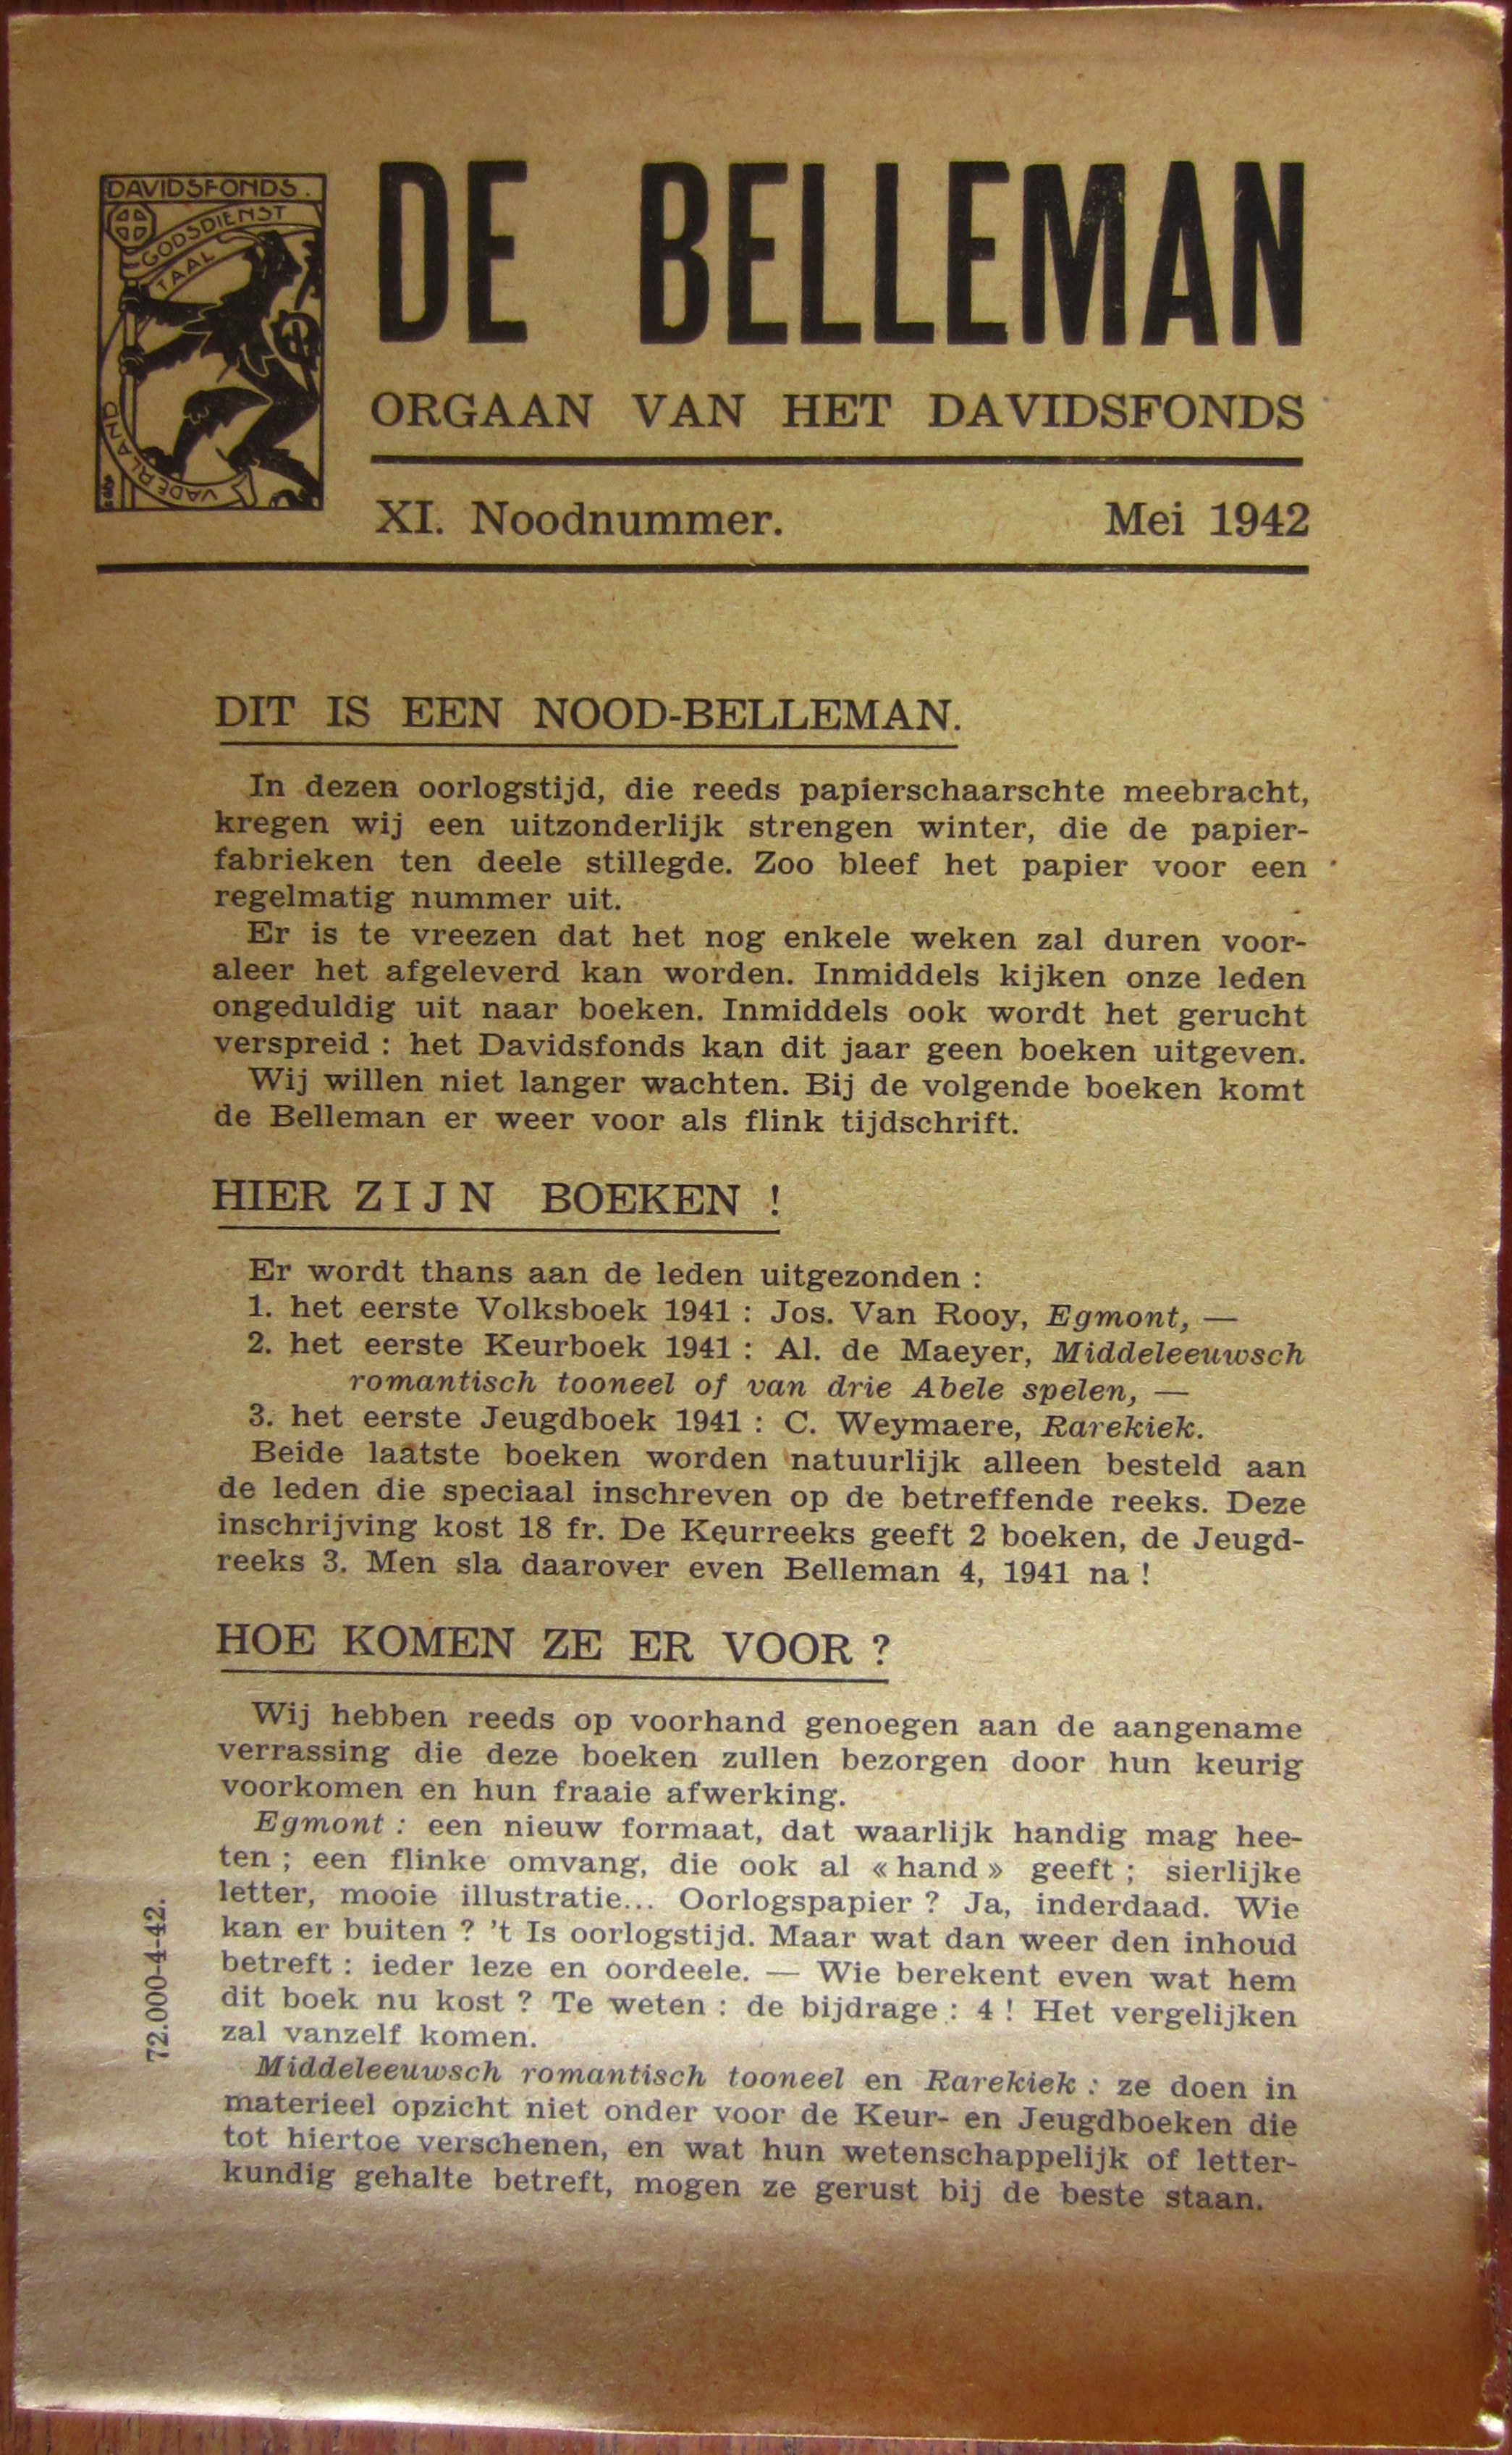 DAVIDSFONDS.
GODSDIENST
TAAL
VADERLAND
DE BELLEMAN
ORGAAN VAN HET DAVIDSFONDS
XI. Noodnummer. Mei 1942
DIT IS EEN NOOD-BELLEMAN.
In dezen oorlogstijd, die reeds papierschaarschte meebracht,
kregen wij een uitzonderlijk strengen winter, die de papier-
fabrieken ten deele stillegde. Zoo bleef het papier voor een
regelmatig nummer uit.
Er is te vreezen dat het nog enkele weken zal duren voor-
aleer het afgeleverd kan worden. Inmiddels kijken onze leden
ongeduldig uit naar boeken. Inmiddels ook wordt het gerucht
verspreid : het Davidsfonds kan dit jaar geen boeken uitgeven.
Wij willen niet langer wachten. Bij de volgende boeken komt
de Belleman er weer voor als flink tijdschrift.
HIER ZIJN BOEKEN !
Er wordt thans aan de leden uitgezonden :
1. het eerste Volksboek 1941 : Jos. Van Rooy, Egmont, —
2. het eerste Keurboek 1941 : Al. de Maeyer, Middeleeuwsch
romantisch tooneel of van drie Abele spelen, —
3. het eerste Jeugdboek 1941 : C. Weymaere, Rarekiek.
Beide laatste boeken worden natuurlijk alleen besteld aan
de leden die speciaal inschreven op de betreffende reeks. Deze
inschrijving kost 18 fr. De Keurreeks geeft 2 boeken, de Jeugd-
reeks 3. Men sla daarover even Belleman 4, 1941 na !
HOE KOMEN ZE ER VOOR ?
Wij hebben reeds op voorhand genoegen aan de aangename
verrassing die deze boeken zullen bezorgen door hun keurig
voorkomen en hun fraaie afwerking.
Egmont : een nieuw formaat, dat waarlijk handig mag hee-
ten ; een flinke omvang, die ook al « hand » geeft ; sierlijke
letter, mooie illustratie... Oorlogspapier ? Ja, inderdaad. Wie
kan er buiten ? 't Is oorlogstijd. Maar wat dan weer den inhoud
betreft : ieder leze en oordeele. — Wie berekent even wat hem
dit boek nu kost ? Te weten : de bijdrage : 4 ! Het vergelijken
zal vanzelf komen.
Middeleeuwsch romantisch tooneel en Rarekiek : ze doen in
materieel opzicht niet onder voor de Keur- en Jeugdboeken die
tot hiertoe verschenen, en wat hun wetenschappelijk of letter-
kundig gehalte betreft, mogen ze gerust bij de beste staan.
72.000-4-42.